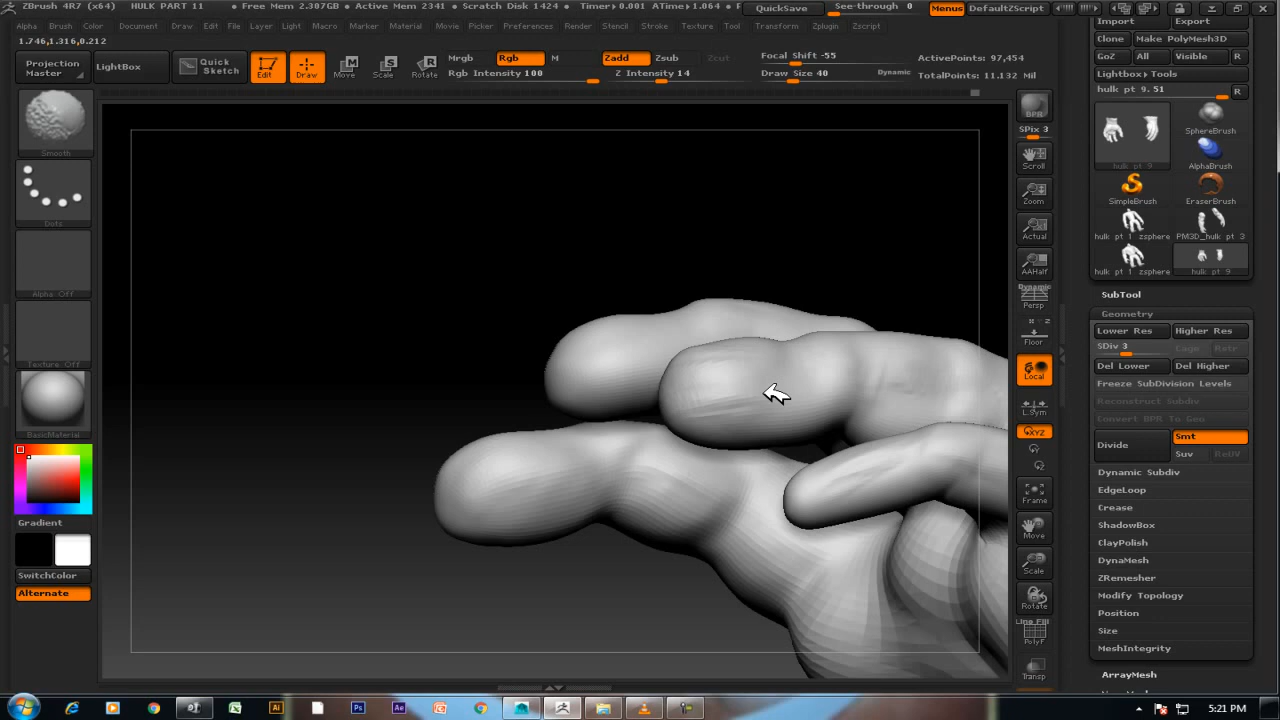 ZBrush 4R7 (x64)   HULK PART 11   • Free Mem 2.307GB • Active Mem 2341 • Scratch Disk 1424 • Timer▸0.001 ATime▸1.064   QuickSave   See-through 0   Menus   DefaultZScript
Alpha Brush Color Document Draw Edit File Layer Light Macro Marker Material Movie Picker Preferences Render Stencil Stroke Texture Tool Transform Zplugin Zscript
1.746,1.316,0.212
Projection Master   LightBox   Quick Sketch   Edit   Draw   Move   Scale   Rotate
Mrgb   Rgb   M   Zadd   Zsub   Zcut   Focal Shift -55   ActivePoints: 97,454
Rgb Intensity 100   Z Intensity 14   Draw Size 40   Dynamic   TotalPoints: 11.132 Mil
Smooth
Dots
Alpha Off
Texture Off
BasicMaterial
Gradient
SwitchColor
Alternate
BPR
SPix 3
Scroll
Zoom
Actual
AAHalf
Dynamic
Persp
Floor
Local
L.Sym
XYZ
Frame
Move
Scale
Rotate
Line Fill
PolyF
Transp
Import   Export
Clone   Make PolyMesh3D
GoZ   All   Visible   R
Lightbox▸Tools
hulk pt 9. 51   R
hulk pt 9   SphereBrush
AlphaBrush
SimpleBrush   EraserBrush
hulk pt 1 zsphere   PM3D_hulk pt 3
hulk pt 1 zsphere   hulk pt 9
SubTool
Geometry
Lower Res   Higher Res
SDiv 3   Cage   Rstr
Del Lower   Del Higher
Freeze SubDivision Levels
Reconstruct Subdiv
Convert BPR To Geo
Divide   Smt
Suv   ReUV
Dynamic Subdiv
EdgeLoop
Crease
ShadowBox
ClayPolish
DynaMesh
ZRemesher
Modify Topology
Position
Size
MeshIntegrity
ArrayMesh
5:21 PM